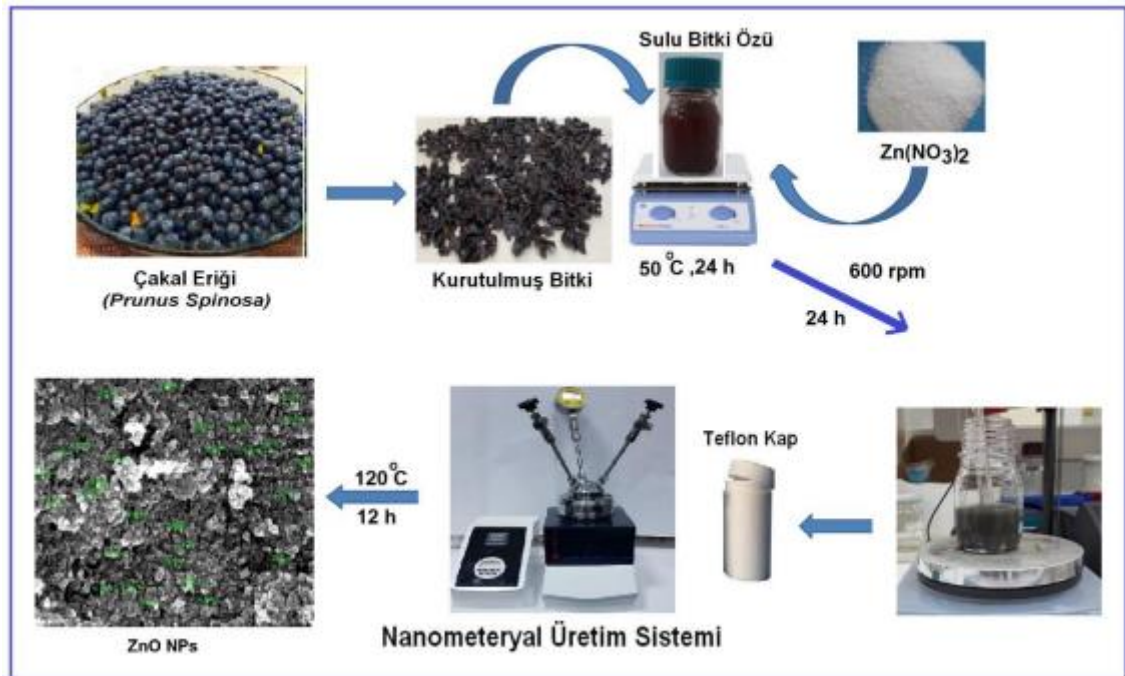 Sulu Bitki Özü
Zn(NO3)2
Çakal Eriği
(Prunus Spinosa)
Kurutulmuş Bitki
50 °C ,24 h
600 rpm
24 h
Teflon Kap
120°C
12 h
Nanometeryal Üretim Sistemi
ZnO NPs